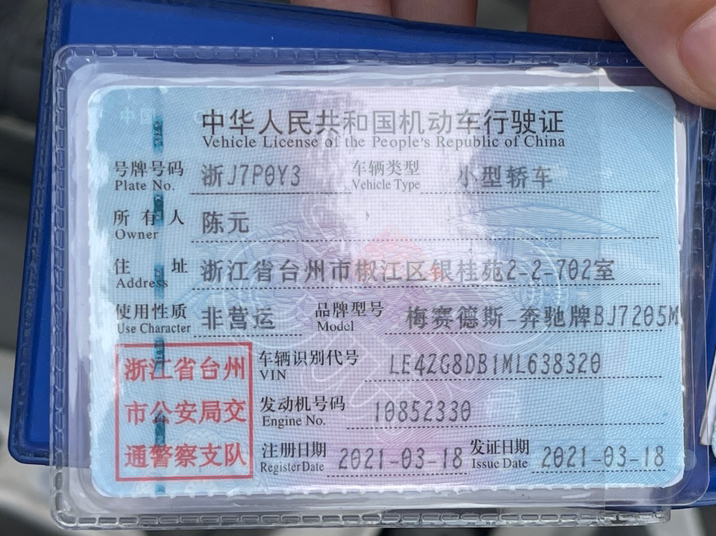 中华人民共和国机动车行驶证
Vehicle License of the People's Republic of China
号牌号码 浙J7P0Y3 车辆类型 小型轿车
Plate No. Vehicle Type
所有人 陈元
Owner
住址 浙江省台州市椒江区银桂苑2-2-702室
Address
使用性质 非营运 品牌型号 梅赛德斯-奔驰牌BJ7205M
Use Character Model
浙江省台州
市公安局交
通警察支队
车辆识别代号 LE4ZG8DB1ML638320
VIN
发动机号码 10852330
Engine No.
注册日期 2021-03-18 发证日期 2021-03-18
Register Date Issue Date